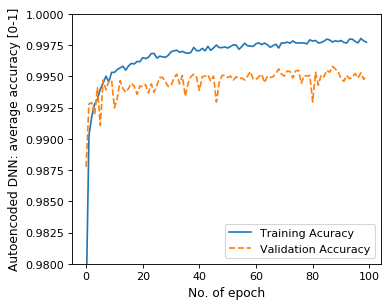 1.0000
0.9975
0.9950
0.9925
0.9900
0.9875
0.9850
0.9825
0.9800
Autoencoded DNN: average accuracy [0-1]
0 20 40 60 80 100
No. of epoch
Training Acuracy
Validation Accuracy